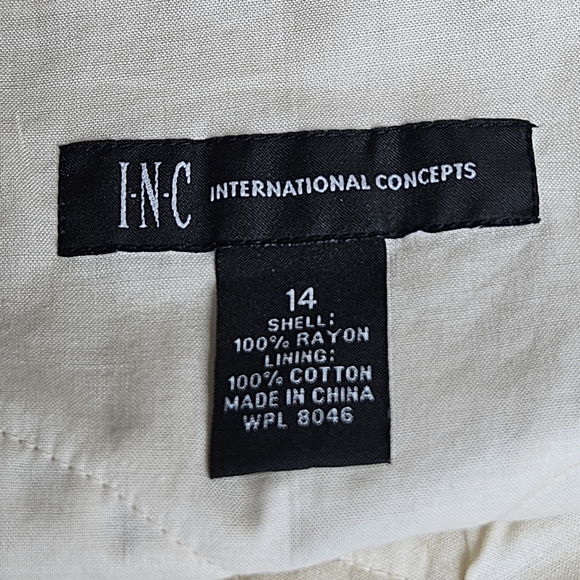 I·N·C INTERNATIONAL CONCEPTS
14
SHELL:
100% RAYON
LINING:
100% COTTON
MADE IN CHINA
WPL 8046